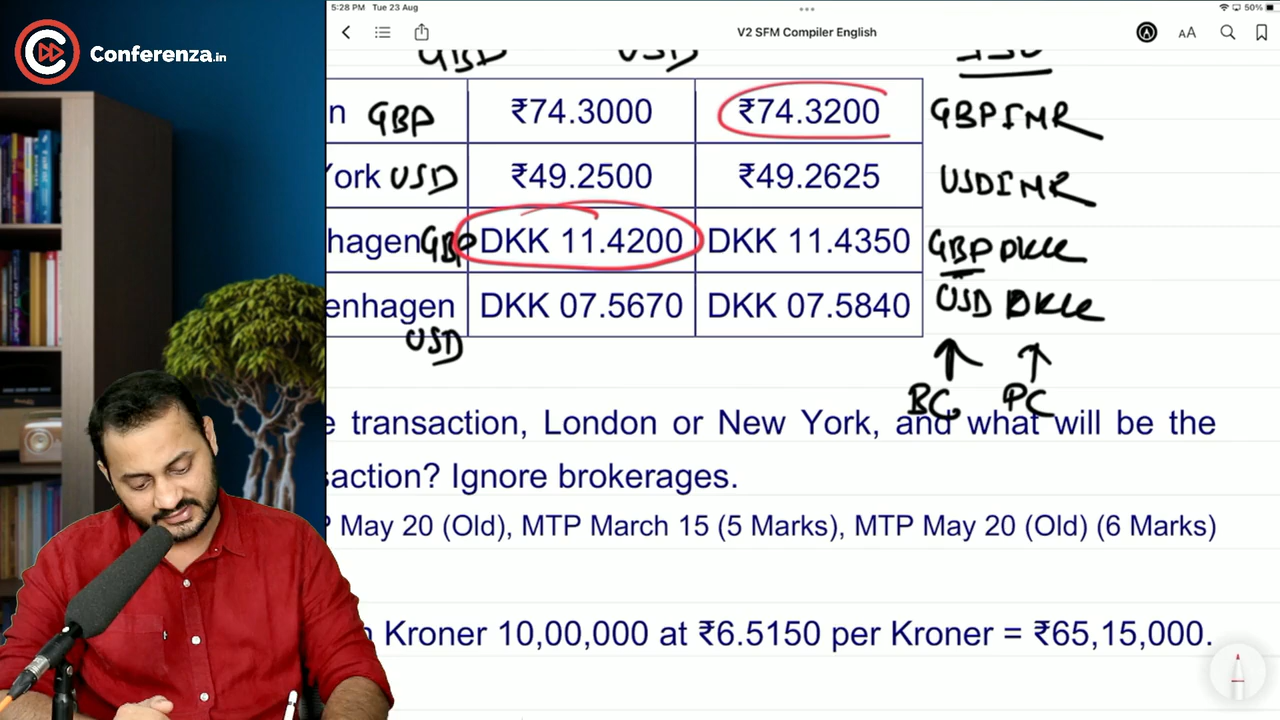 Conferenza.in
5:28 PM Tue 23 Aug
50%
V2 SFM Compiler English
AA
GBP USD
n GBP ₹74.3000 ₹74.3200 GBPINR
York USD ₹49.2500 ₹49.2625 USDINR
hagen GBP DKK 11.4200 DKK 11.4350 GBPDKK
enhagen USD DKK 07.5670 DKK 07.5840 USD DKK
BC PC
e transaction, London or New York, and what will be the
saction? Ignore brokerages.
P May 20 (Old), MTP March 15 (5 Marks), MTP May 20 (Old) (6 Marks)
n Kroner 10,00,000 at ₹6.5150 per Kroner = ₹65,15,000.